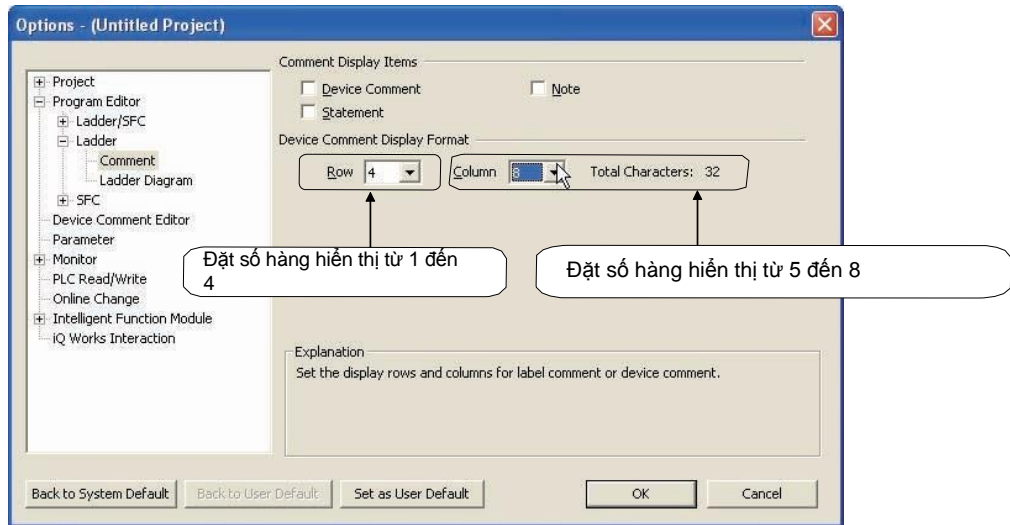 Options - (Untitled Project)
Project
Program Editor
Ladder/SFC
Ladder
Comment
Ladder Diagram
SFC
Device Comment Editor
Parameter
Monitor
PLC Read/Write
Online Change
Intelligent Function Module
iQ Works Interaction
Comment Display Items
Device Comment Note
Statement
Device Comment Display Format
Row 4 Column 8 Total Characters: 32
Đặt số hàng hiển thị từ 1 đến
4
Đặt số hàng hiển thị từ 5 đến 8
Explanation
Set the display rows and columns for label comment or device comment.
Back to System Default Back to User Default Set as User Default OK Cancel